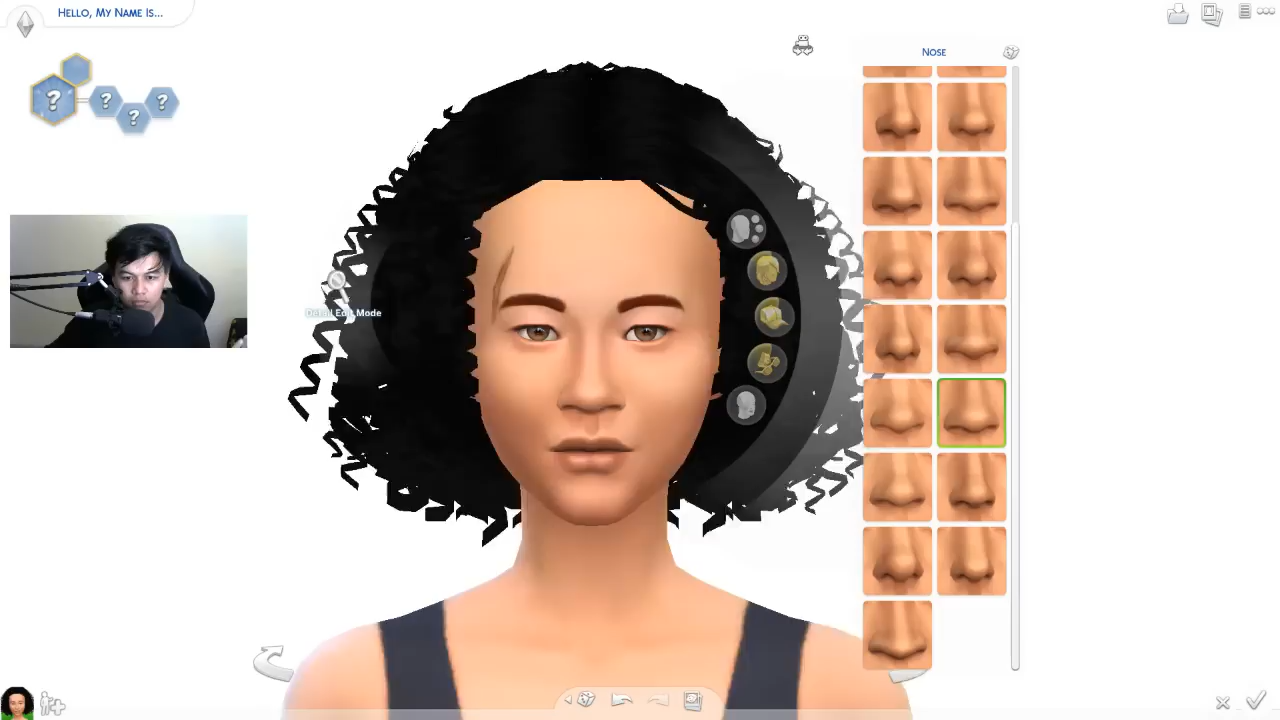 Hello, My Name Is...
Nose
? ? ? ?
Detail Edit Mode